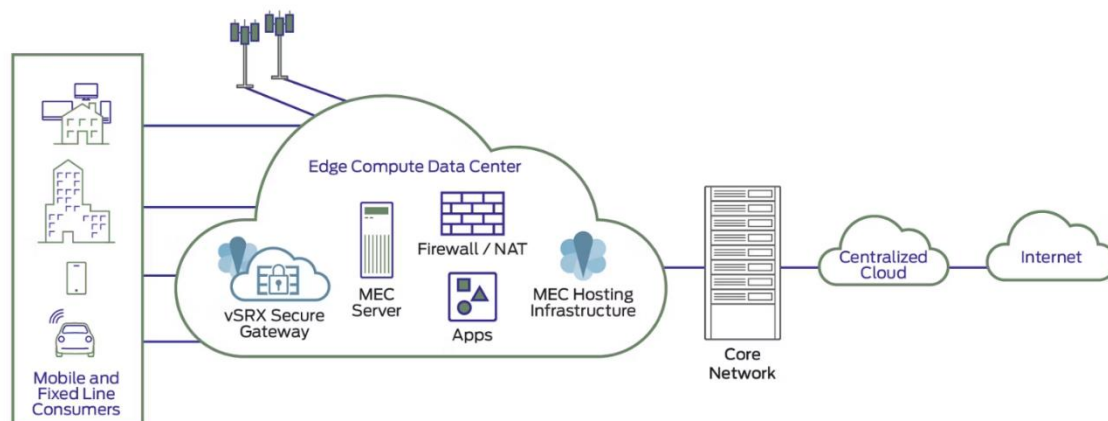 Edge Compute Data Center
Firewall / NAT
vSRX Secure
Gateway
MEC
Server
Apps
MEC Hosting
Infrastructure
Mobile and
Fixed Line
Consumers
Core
Network
Centralized
Cloud
Internet